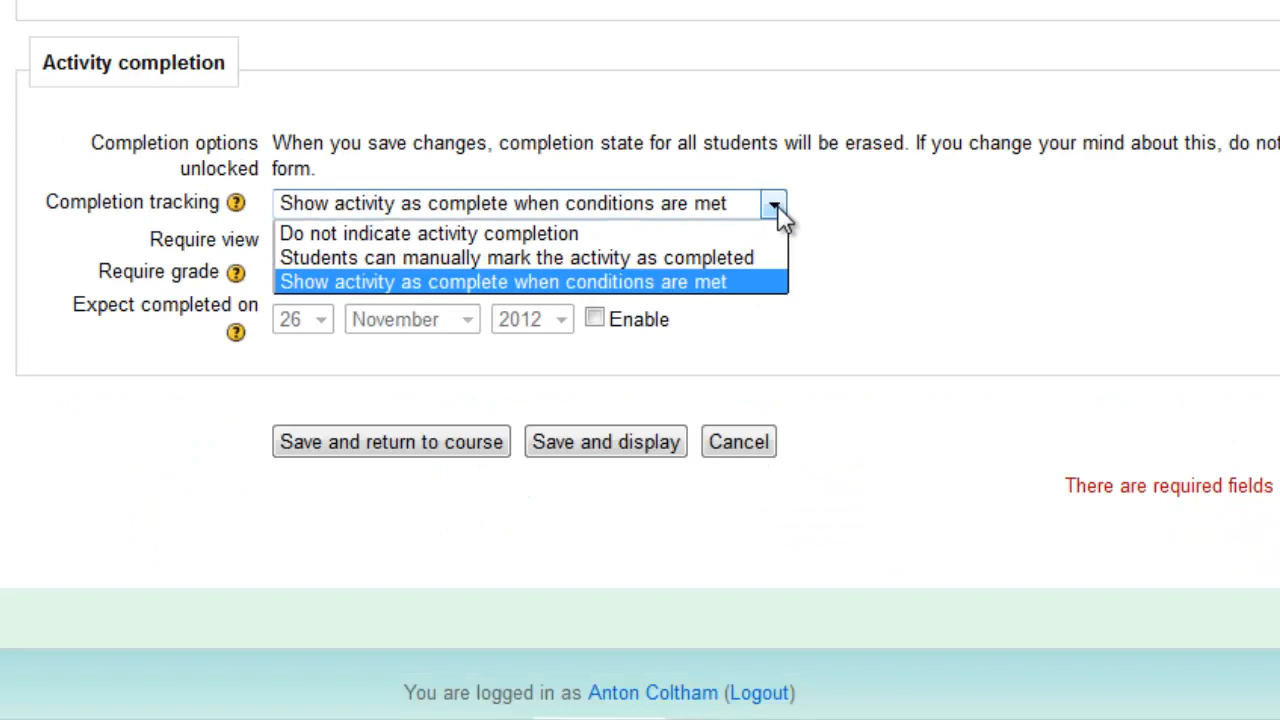 Activity completion
Completion options unlocked
When you save changes, completion state for all students will be erased. If you change your mind about this, do not
form.
Completion tracking
Show activity as complete when conditions are met
Do not indicate activity completion
Require view
Students can manually mark the activity as completed
Require grade
Show activity as complete when conditions are met
Expect completed on
26 November 2012 Enable
Save and return to course Save and display Cancel
There are required fields
You are logged in as Anton Coltham (Logout)